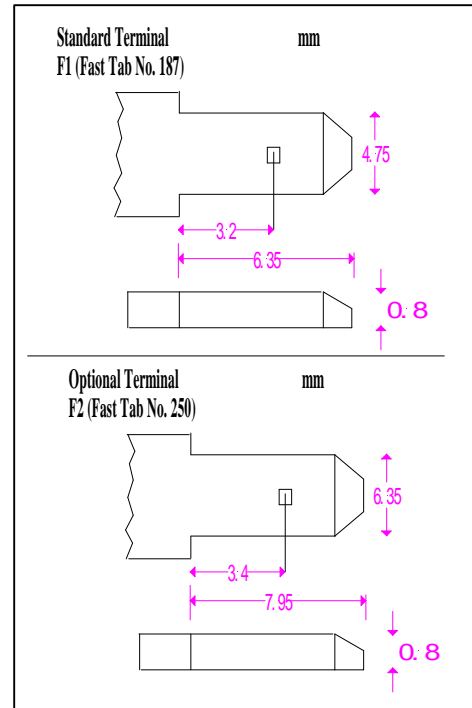 Standard Terminal mm
F1 (Fast Tab No. 187)
4.75
3.2
6.35
0.8
Optional Terminal mm
F2 (Fast Tab No. 250)
6.35
3.4
7.95
0.8